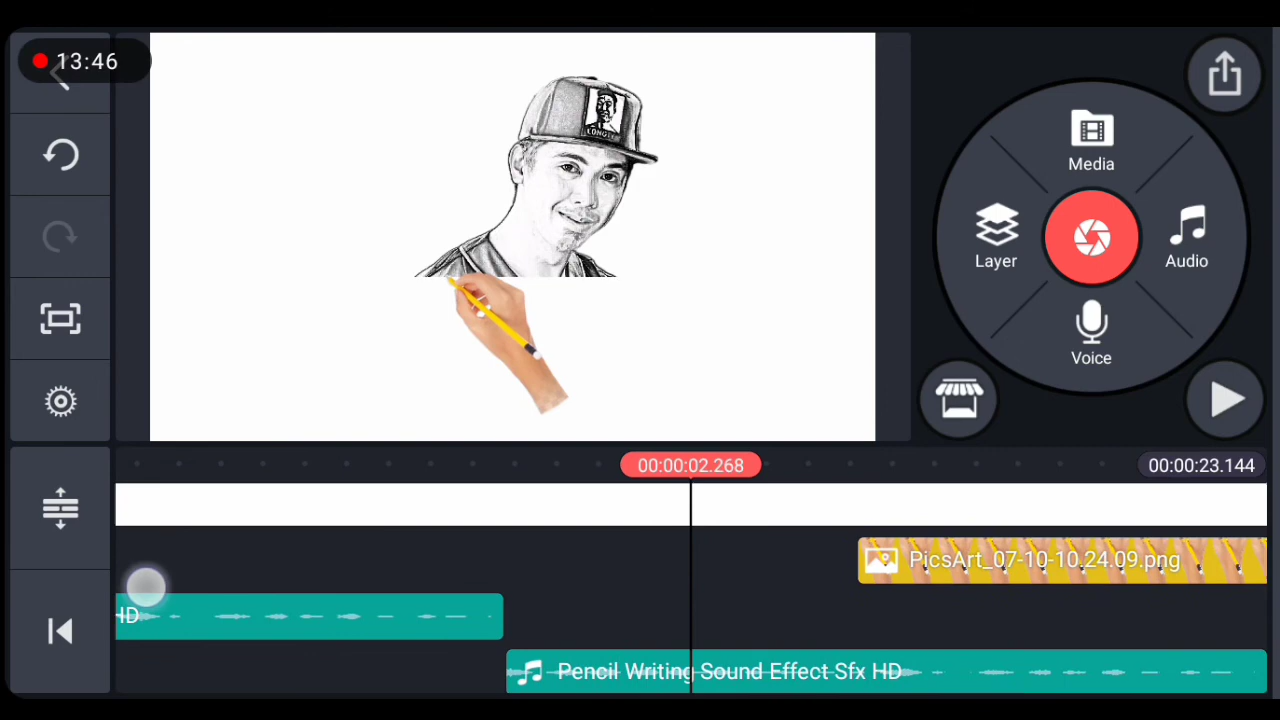 13:46
Media
Layer
Audio
Voice
00:00:02.268
00:00:23.144
PicsArt_07-10-10.24.09.png
HD
Pencil Writing Sound Effect Sfx HD